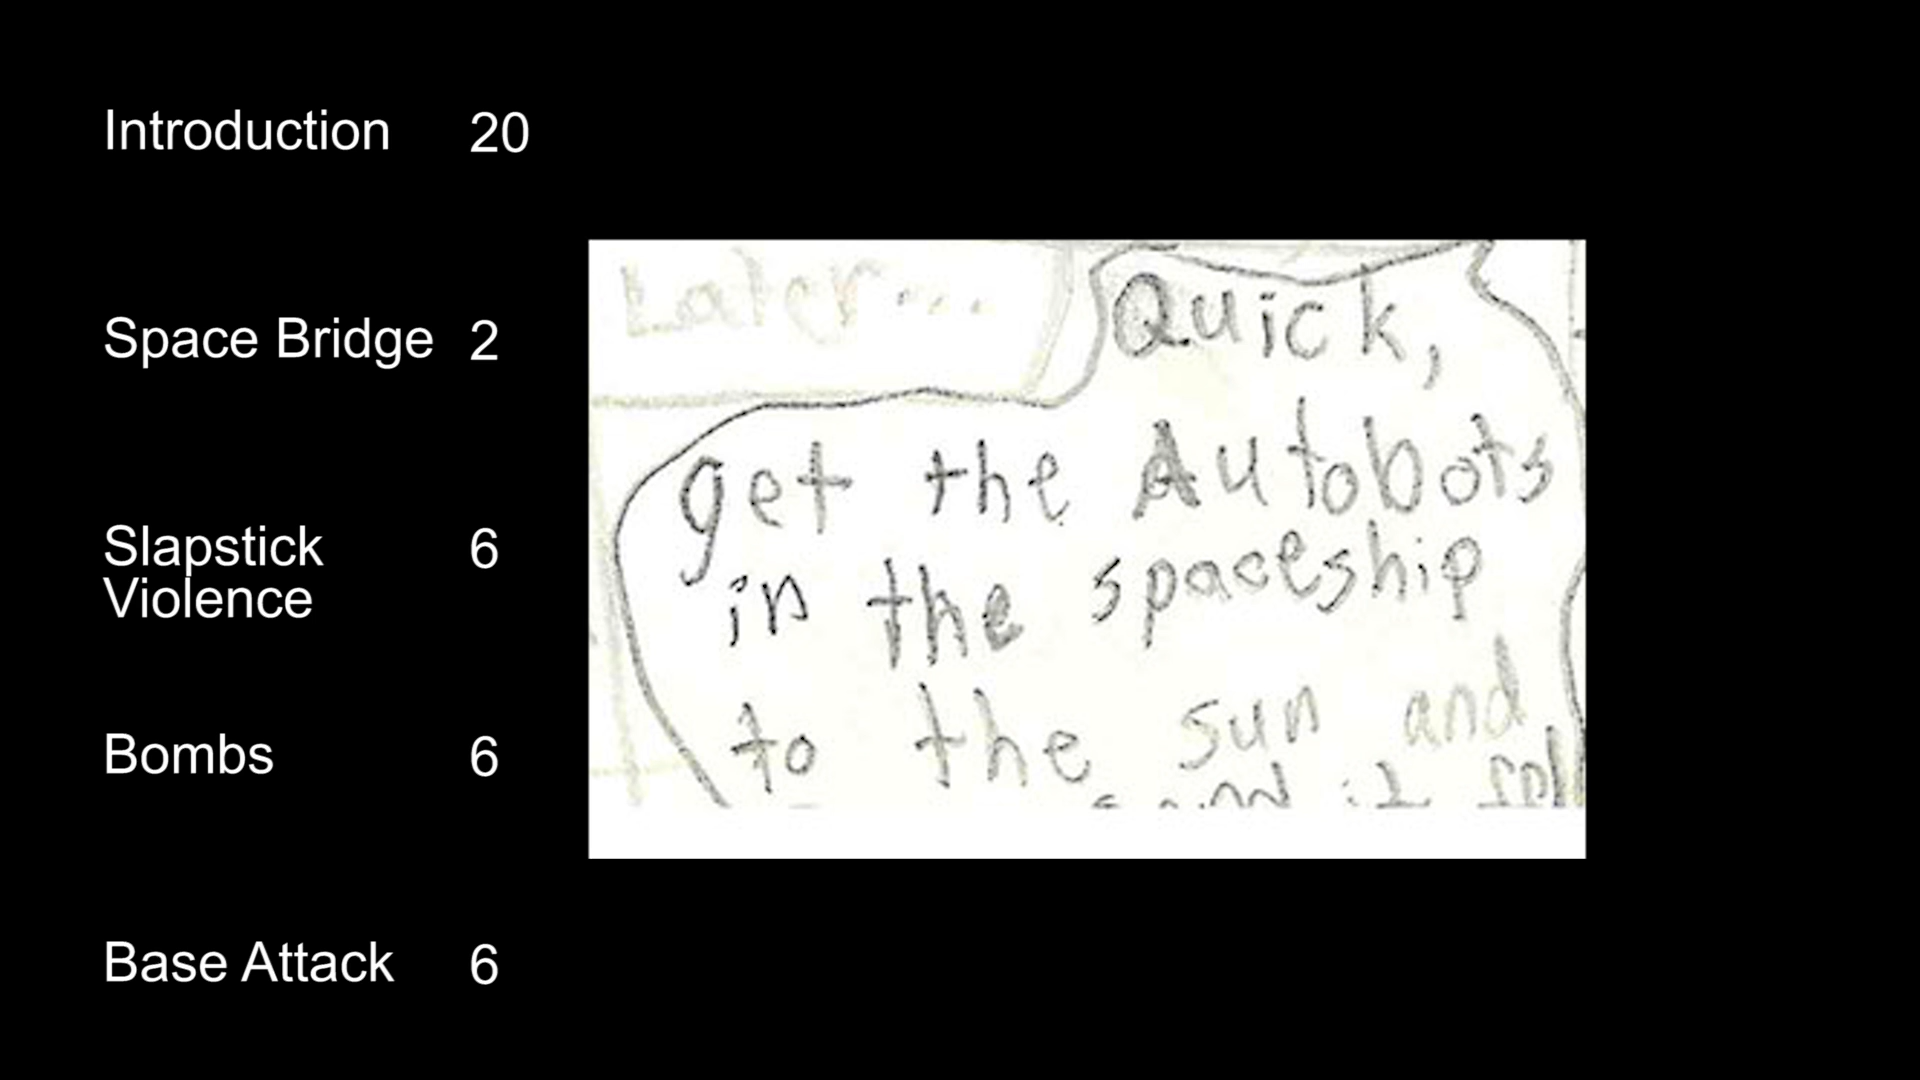 Introduction 20
Space Bridge 2
Slapstick 6
Violence
Bombs 6
Base Attack 6
Later...
Quick,
get the Autobots
in the spaceship
to the sun and